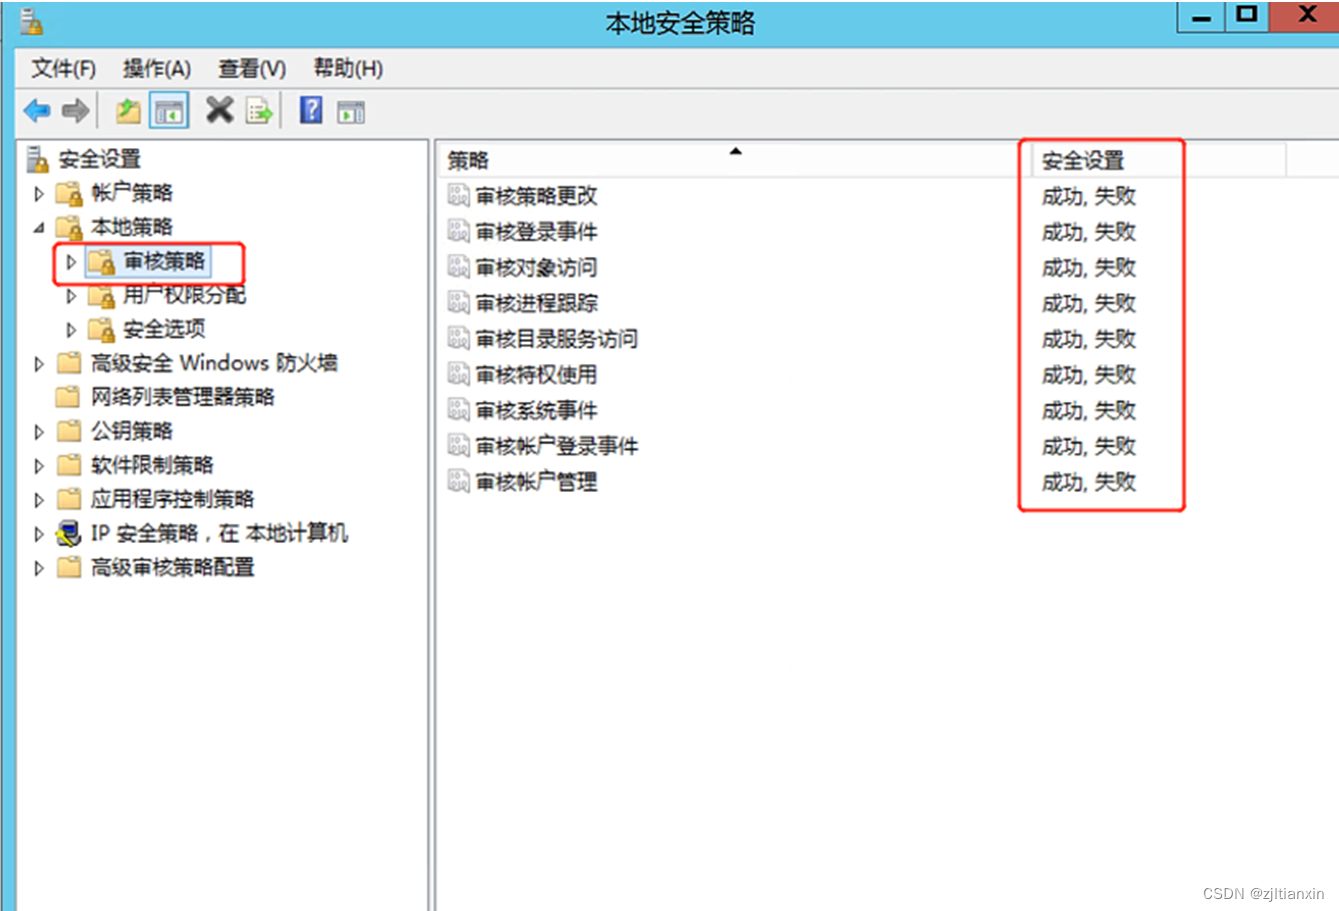 本地安全策略
文件(F) 操作(A) 查看(V) 帮助(H)
安全设置
帐户策略
本地策略
审核策略
用户权限分配
安全选项
高级安全 Windows 防火墙
网络列表管理器策略
公钥策略
软件限制策略
应用程序控制策略
IP 安全策略，在 本地计算机
高级审核策略配置
策略 安全设置
审核策略更改 成功, 失败
审核登录事件 成功, 失败
审核对象访问 成功, 失败
审核进程跟踪 成功, 失败
审核目录服务访问 成功, 失败
审核特权使用 成功, 失败
审核系统事件 成功, 失败
审核帐户登录事件 成功, 失败
审核帐户管理 成功, 失败
CSDN @zjltianxin